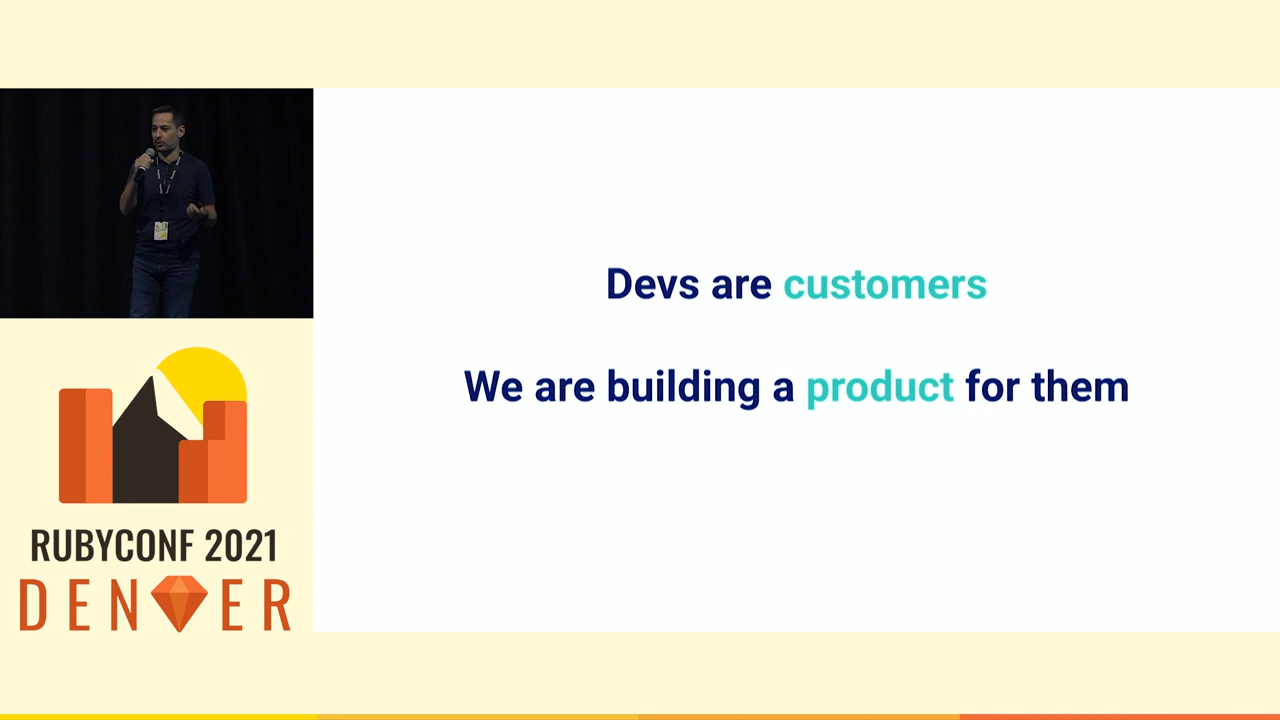 Devs are customers
We are building a product for them
RUBYCONF 2021
DENVER